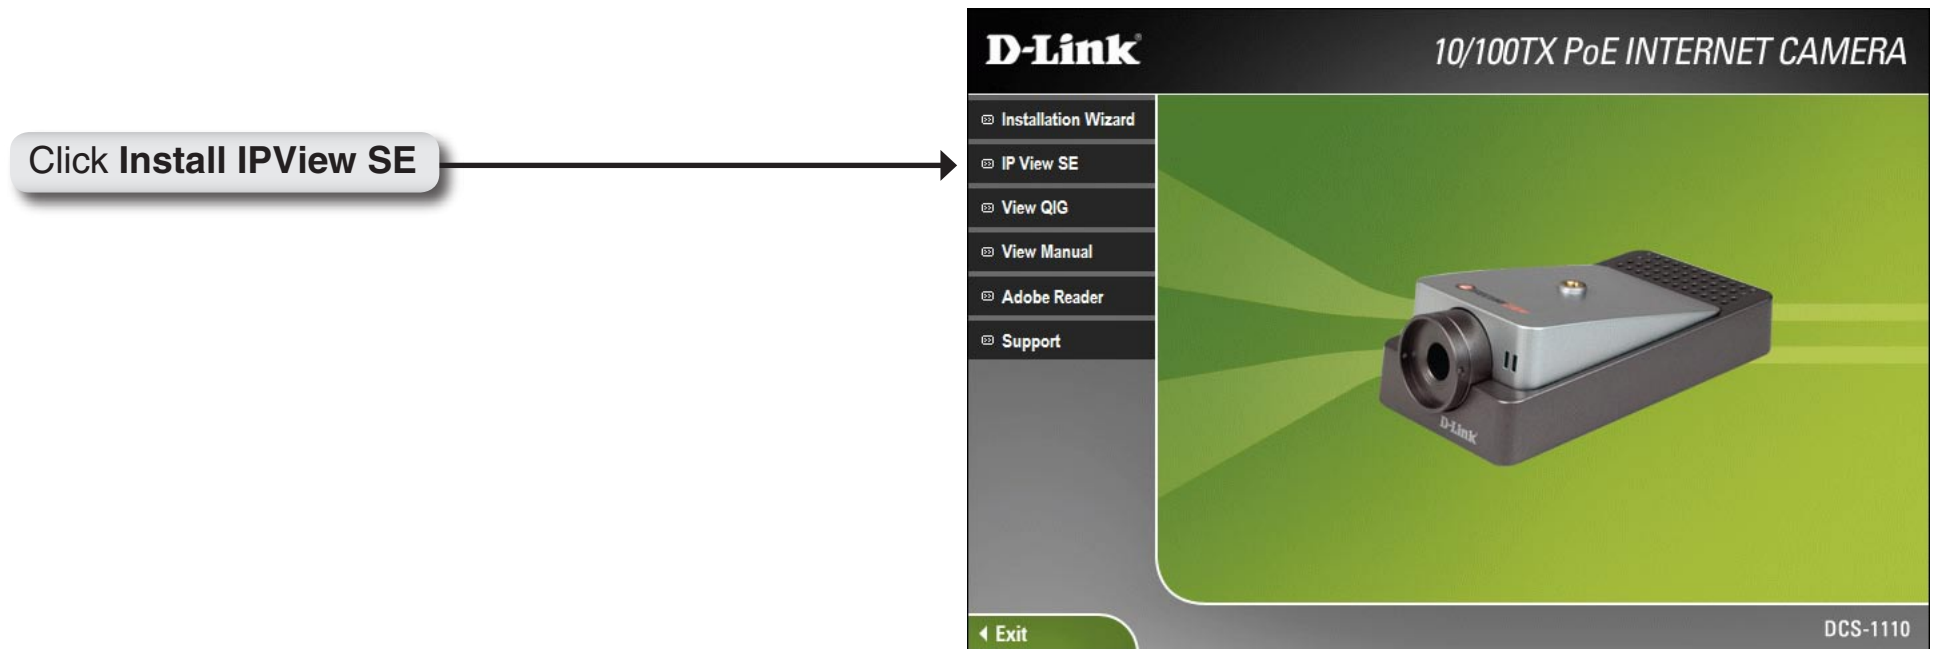 D-Link
10/100TX PoE INTERNET CAMERA
Click Install IPView SE
Installation Wizard
IP View SE
View QIG
View Manual
Adobe Reader
Support
D-Link
Exit
DCS-1110